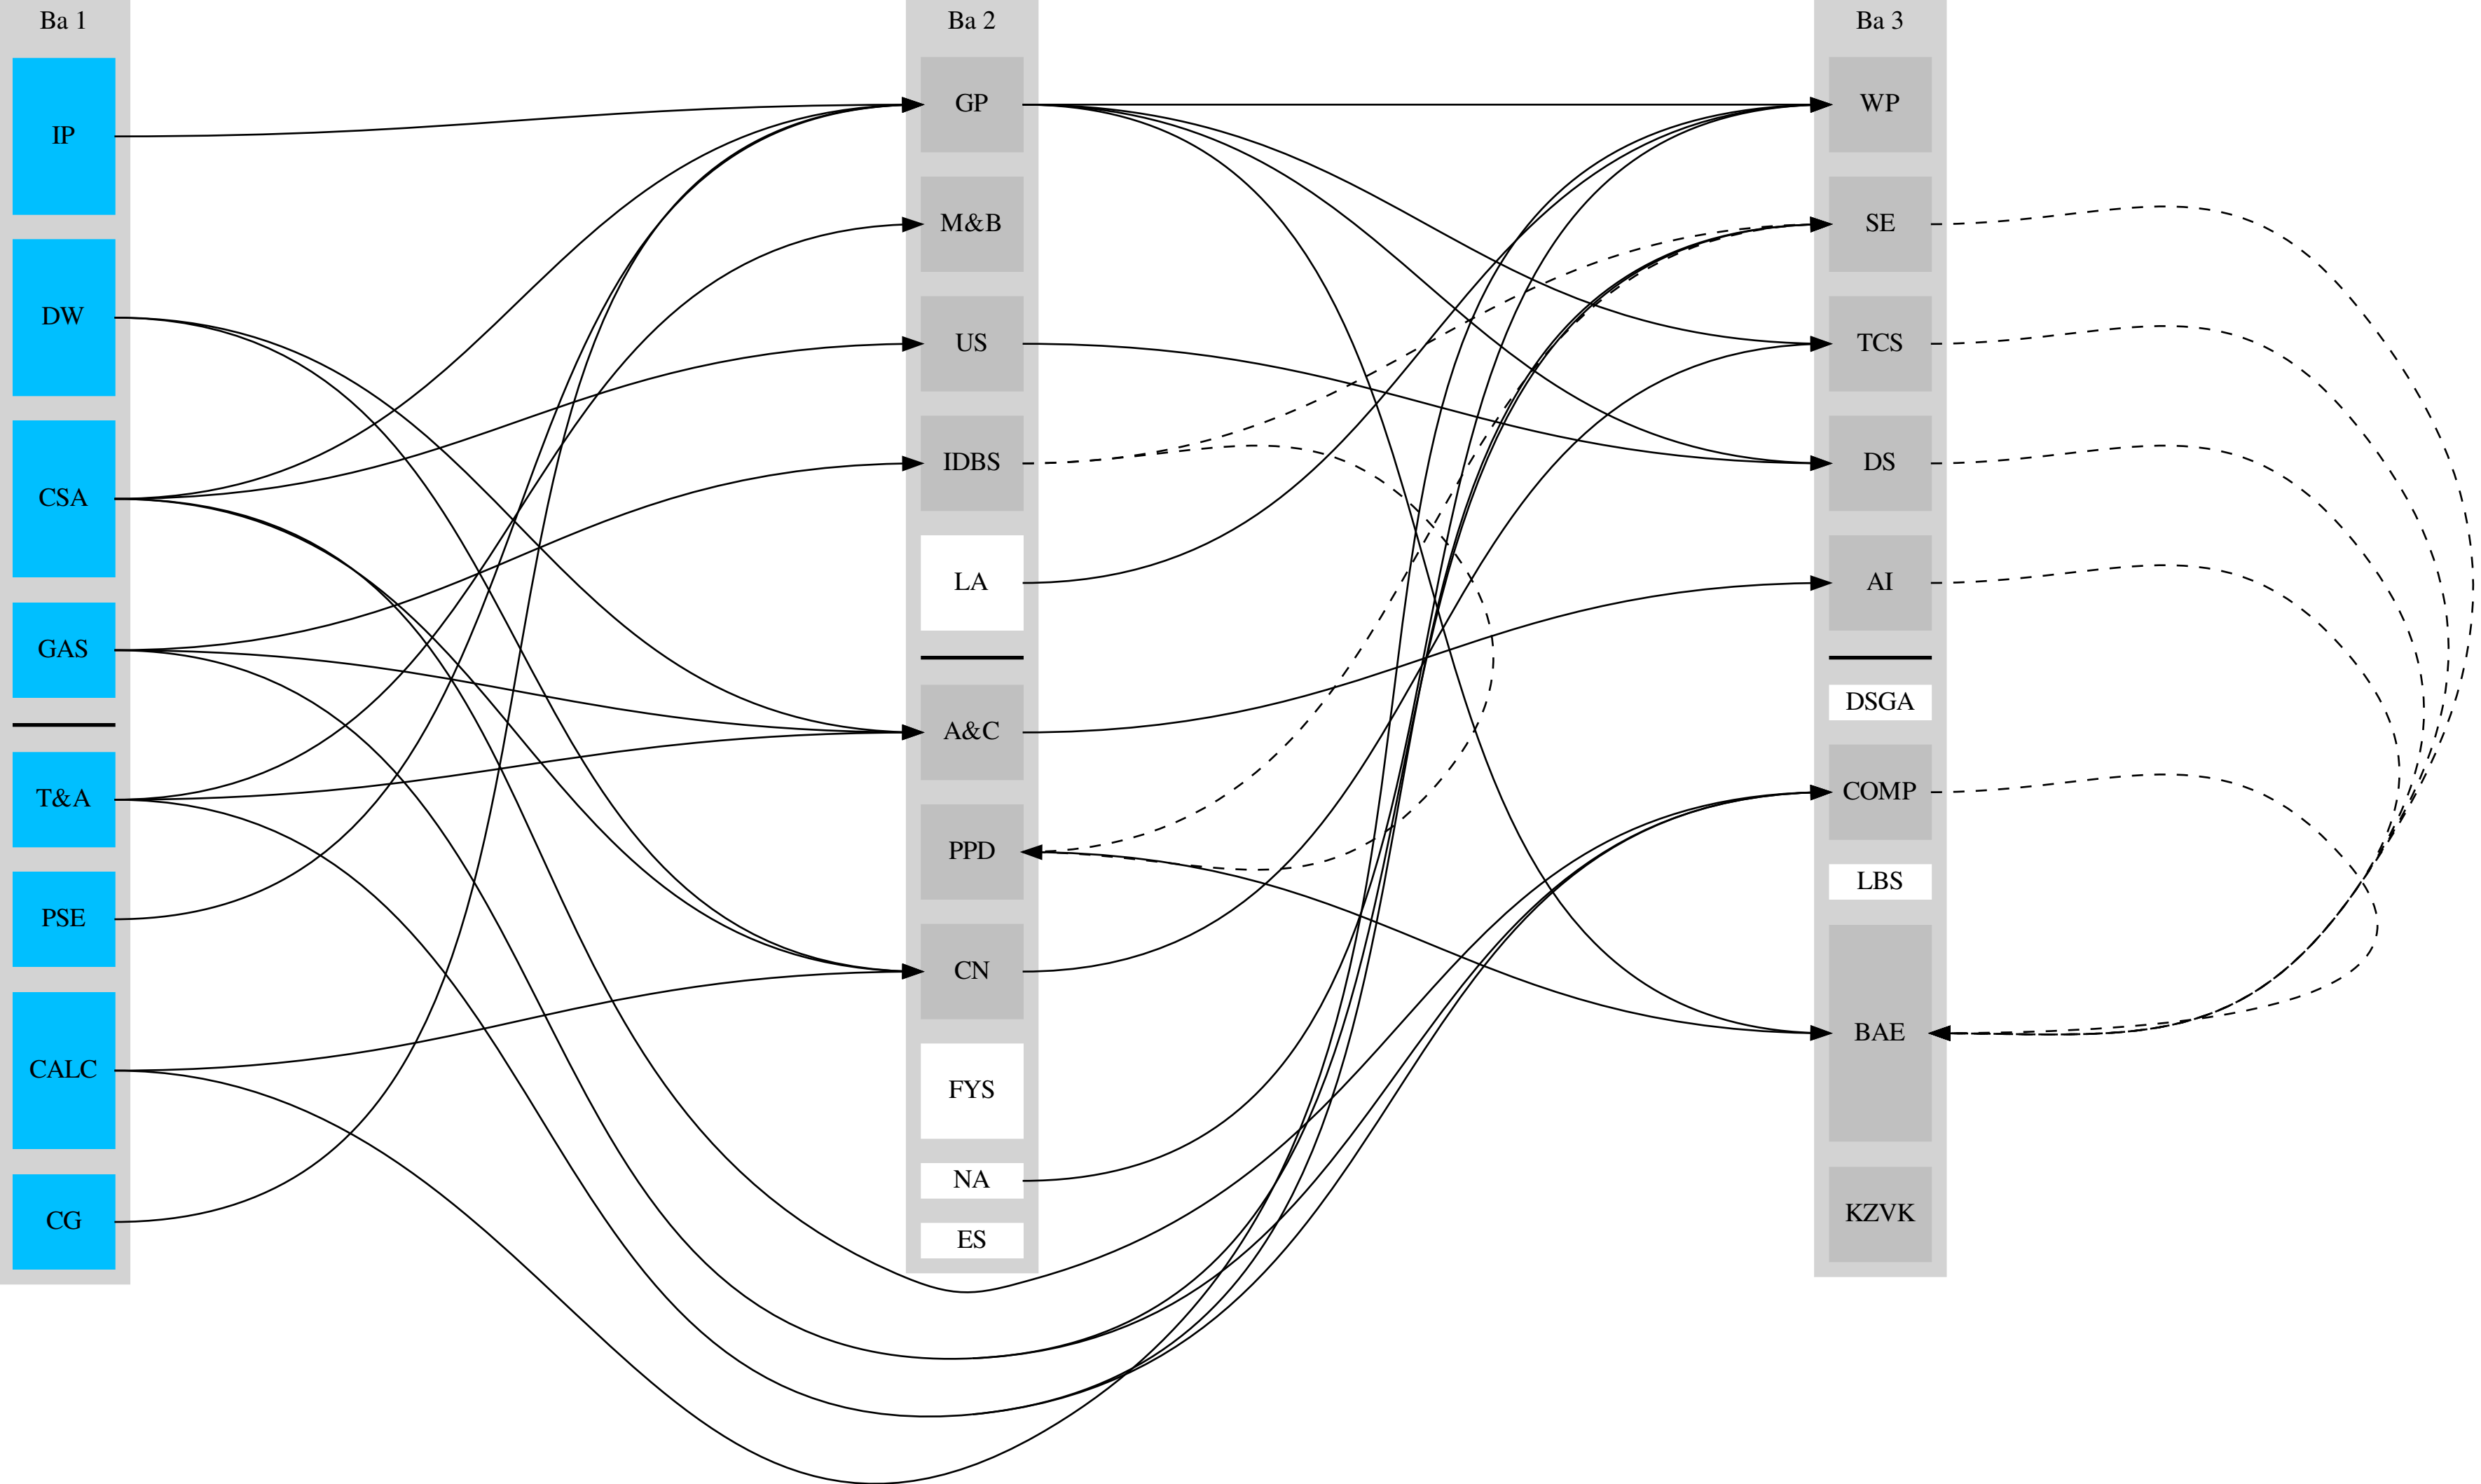 Ba 1
IP
DW
CSA
GAS
T&A
PSE
CALC
CG
Ba 2
GP
M&B
US
IDBS
LA
A&C
PPD
CN
FYS
NA
ES
Ba 3
WP
SE
TCS
DS
AI
DSGA
COMP
LBS
BAE
KZVK